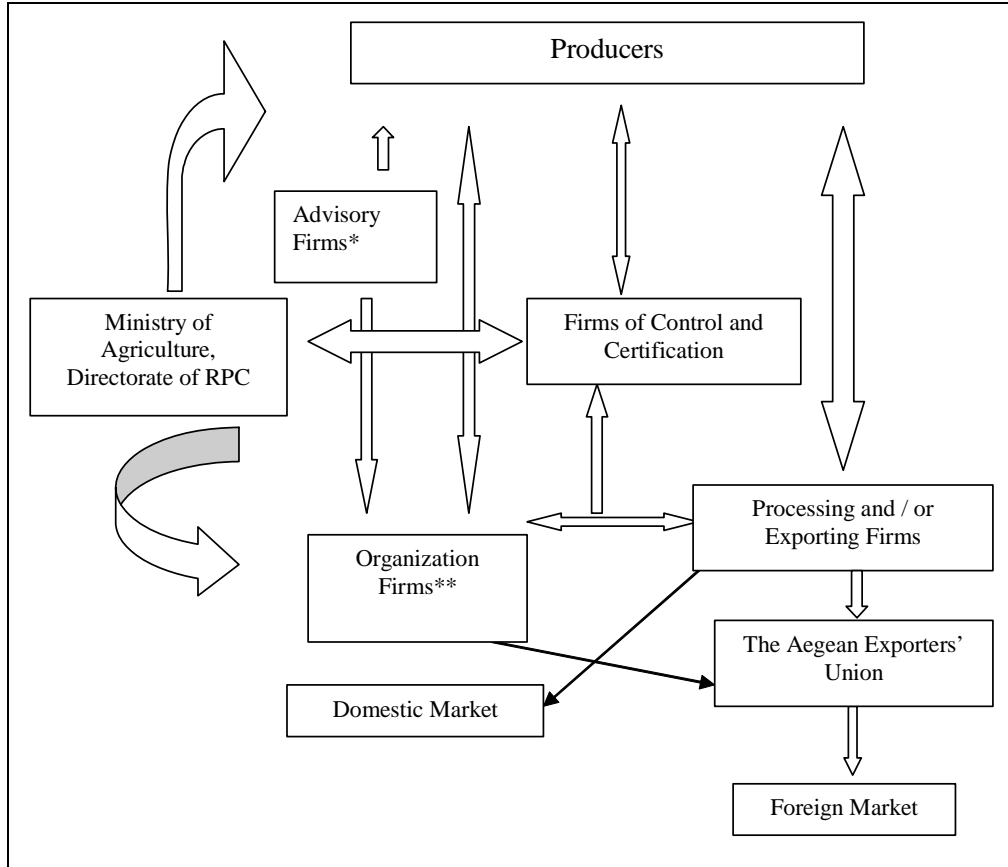 Producers
Advisory
Firms*
Ministry of
Agriculture,
Directorate of RPC
Firms of Control and
Certification
Processing and / or
Exporting Firms
Organization
Firms**
The Aegean Exporters’
Union
Domestic Market
Foreign Market